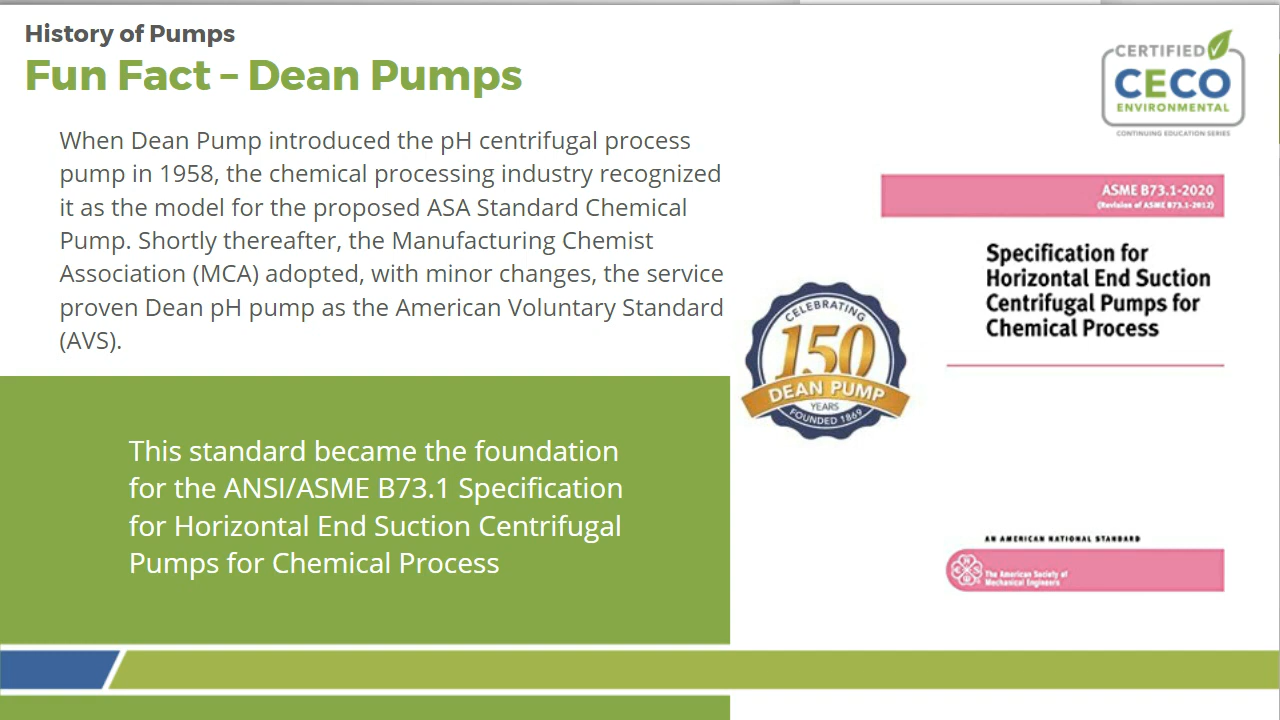 History of Pumps
Fun Fact – Dean Pumps
CERTIFIED
CECO
ENVIRONMENTAL
CONTINUING EDUCATION SERIES
When Dean Pump introduced the pH centrifugal process
pump in 1958, the chemical processing industry recognized
it as the model for the proposed ASA Standard Chemical
Pump. Shortly thereafter, the Manufacturing Chemist
Association (MCA) adopted, with minor changes, the service
proven Dean pH pump as the American Voluntary Standard
(AVS).
ASME B73.1-2020
(Revision of ASME B73.1-2012)
Specification for
Horizontal End Suction
Centrifugal Pumps for
Chemical Process
CELEBRATING
150
DEAN PUMP
YEARS
FOUNDED 1869
This standard became the foundation
for the ANSI/ASME B73.1 Specification
for Horizontal End Suction Centrifugal
Pumps for Chemical Process
AN AMERICAN NATIONAL STANDARD
The American Society of
Mechanical Engineers